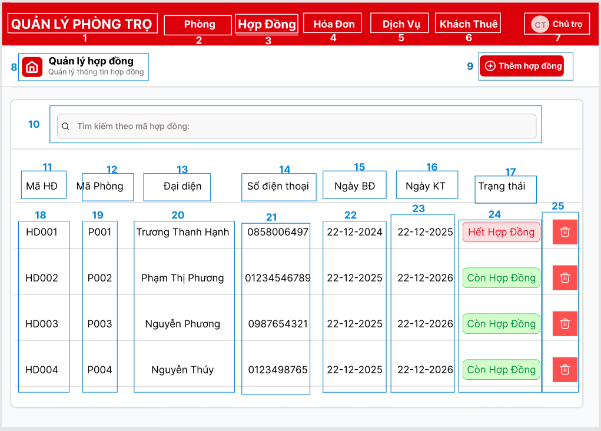 QUẢN LÝ PHÒNG TRỌ Phòng Hợp Đồng Hóa Đơn Dịch Vụ Khách Thuê CT Chủ trọ
1 2 3 4 5 6 7
8 Quản lý hợp đồng 9 Thêm hợp đồng
Quản lý thông tin hợp đồng
10 Tìm kiếm theo mã hợp đồng:
11 12 13 14 15 16 17
Mã HĐ Mã Phòng Đại diện Số điện thoại Ngày BĐ Ngày KT Trạng thái
18 19 20 21 22 23 24 25
HD001 P001 Trương Thanh Hạnh 0858006497 22-12-2024 22-12-2025 Hết Hợp Đồng
HD002 P002 Phạm Thị Phương 01234546789 22-12-2025 22-12-2026 Còn Hợp Đồng
HD003 P003 Nguyễn Phương 0987654321 22-12-2025 22-12-2026 Còn Hợp Đồng
HD004 P004 Nguyễn Thúy 0123498765 22-12-2025 22-12-2026 Còn Hợp Đồng